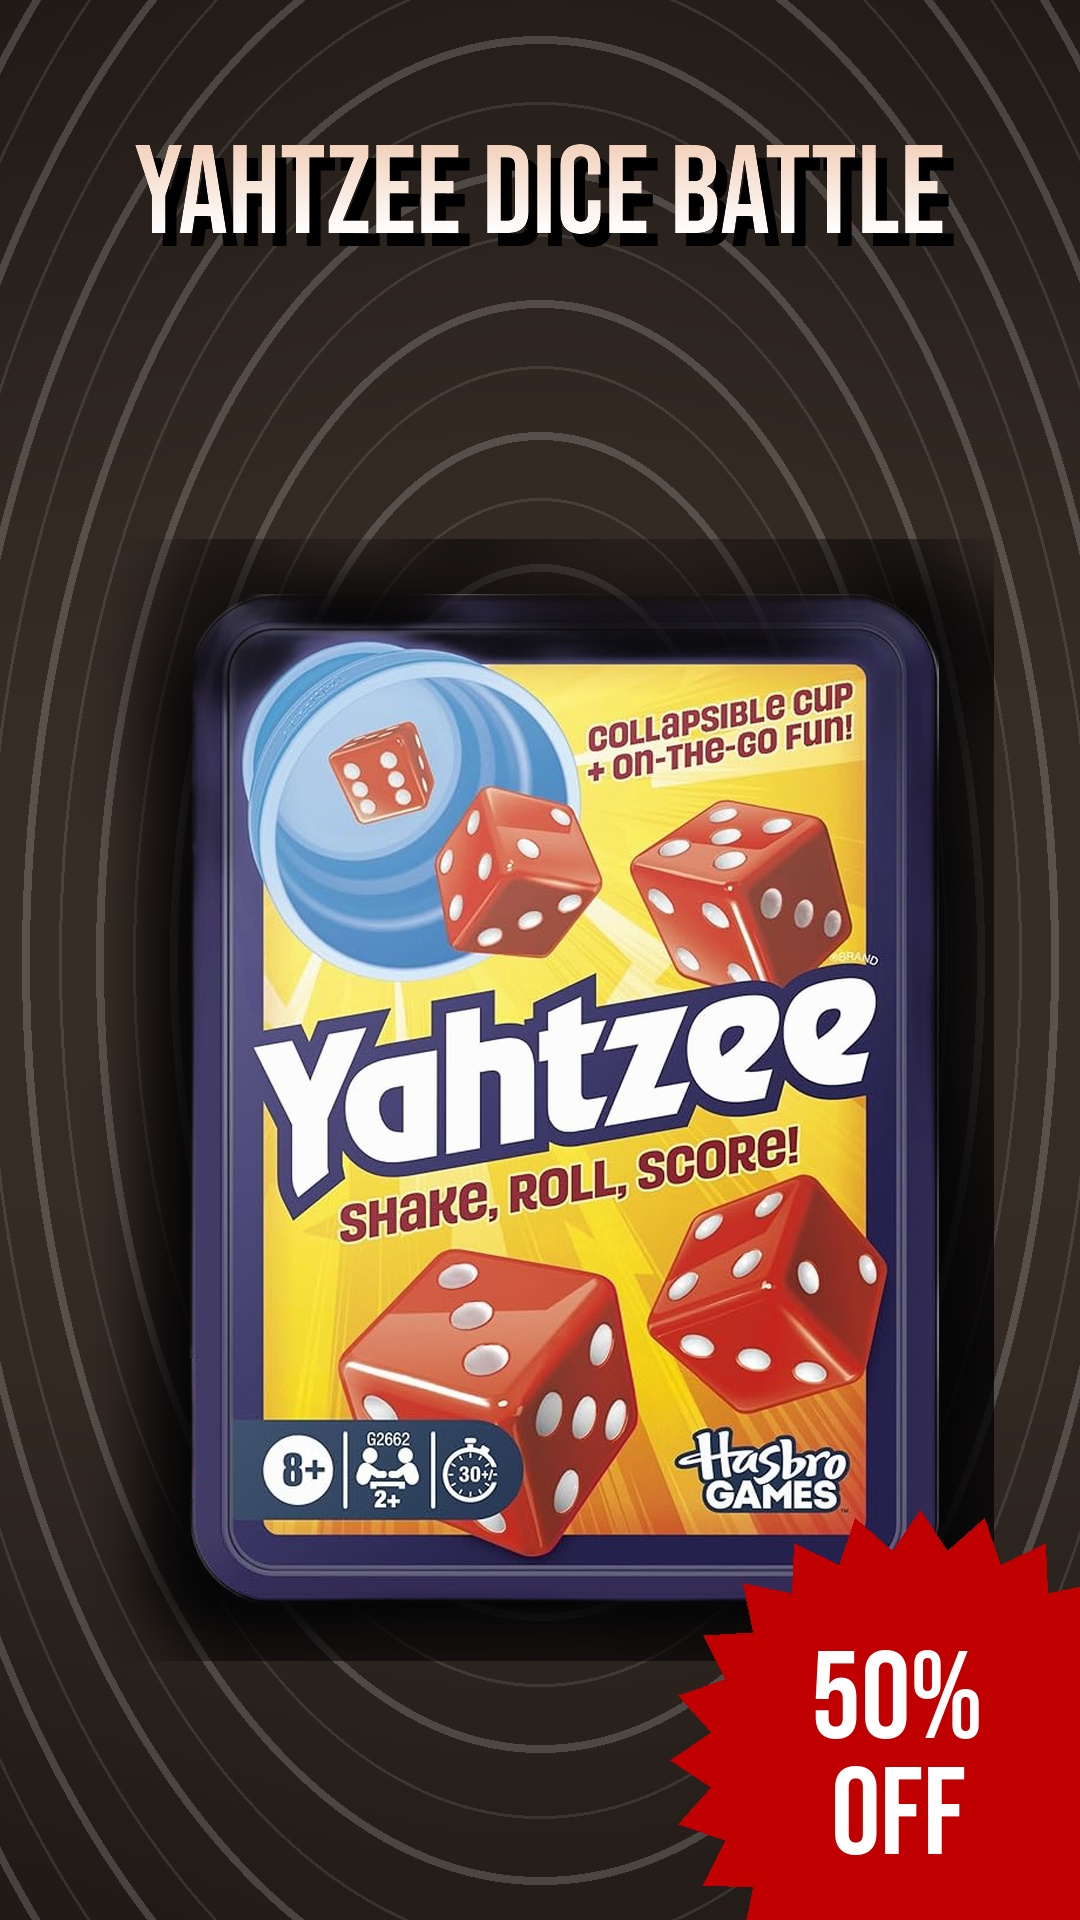 YAHTZEE DICE BATTLE
COLLAPSIBLE CUP
+ ON-THE-GO FUN!
®BRAND
Yahtzee
SHAKE, ROLL, SCORE!
8+
G2662
2+
30+/-
Hasbro
GAMES
™
50%
OFF